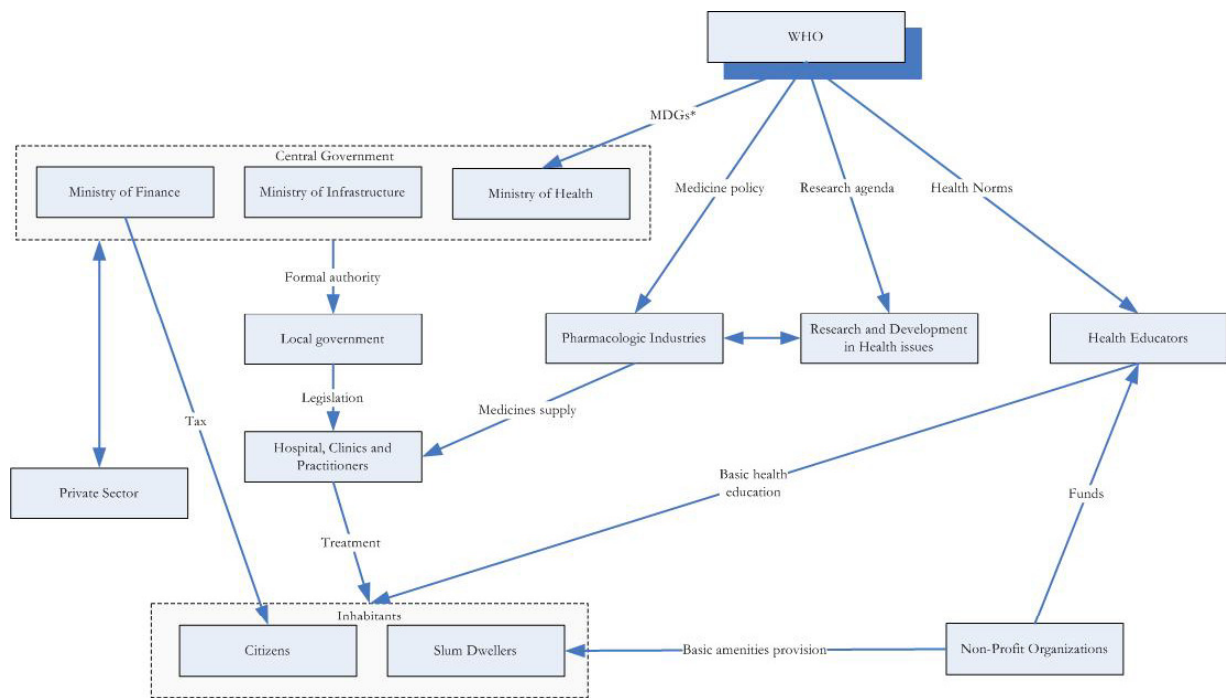 WHO
MDGs*
Central Government
Ministry of Finance
Ministry of Infrastructure
Ministry of Health
Medicine policy
Research agenda
Health Norms
Formal authority
Local government
Pharmacologic Industries
Research and Development
in Health issues
Health Educators
Legislation
Medicines supply
Tax
Hospital, Clinics and
Practitioners
Private Sector
Basic health
education
Funds
Treatment
Inhabitants
Citizens
Slum Dwellers
Basic amenities provision
Non-Profit Organizations